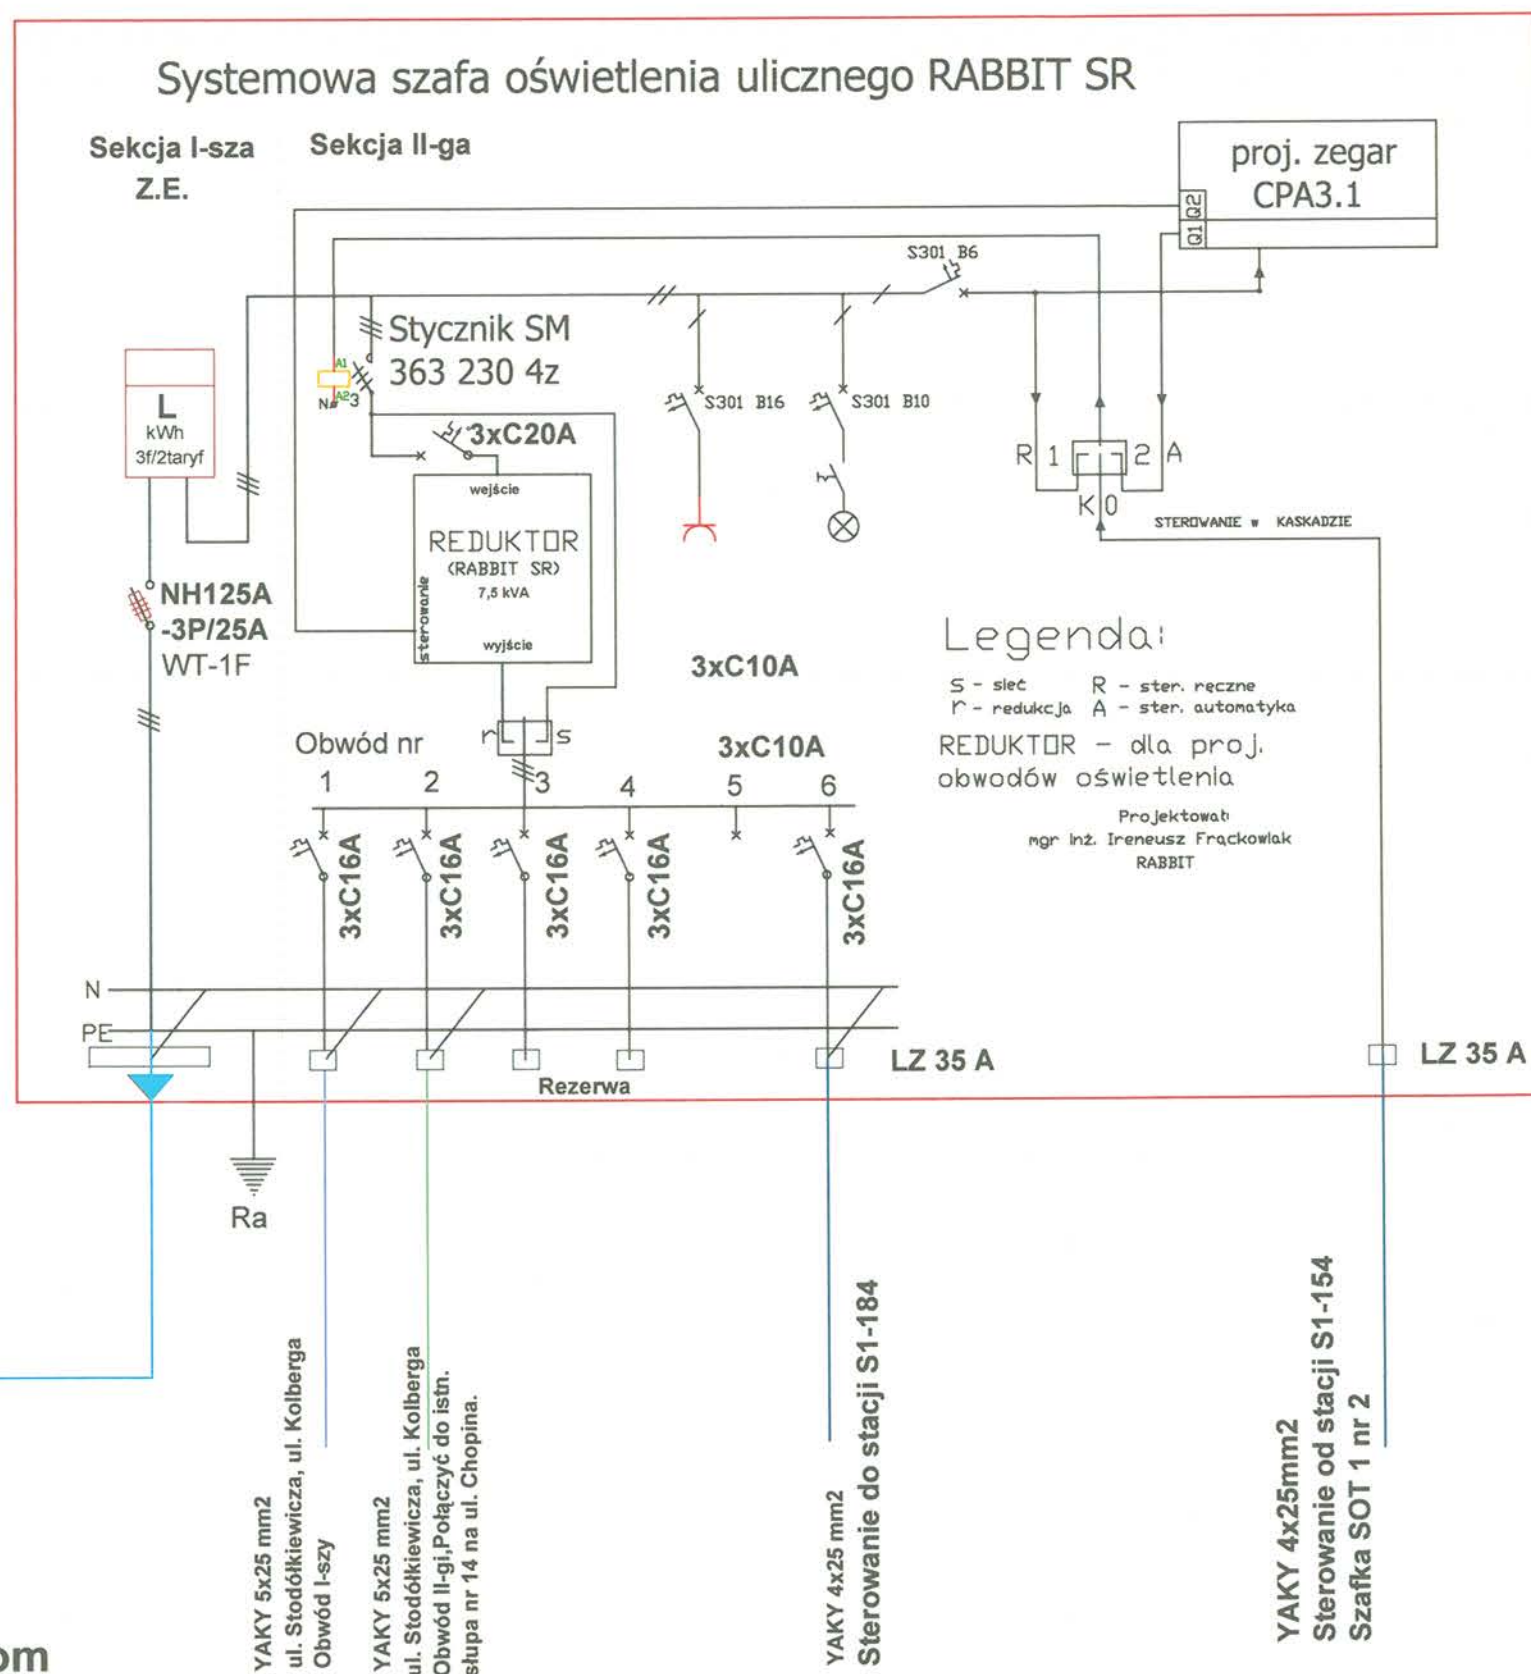 Systemowa szafa oświetlenia ulicznego RABBIT SR
Sekcja I-sza
Z.E.
Sekcja II-ga
proj. zegar
CPA3.1
Q2
Q1
S301 B6
Stycznik SM
363 230 4z
A1
A2
N
3
L
kWh
3f/2taryf
S301 B16
S301 B10
3xC20A
R 1
2 A
K 0
STEROWANIE w KASKADZIE
wejście
REDUKTOR
(RABBIT SR)
7,5 kVA
sterowanie
wyjście
NH125A
-3P/25A
WT-1F
3xC10A
Legenda:
S - sieć
R - ster. ręczne
r - redukcja
A - ster. automatyka
REDUKTOR - dla proj.
obwodów oświetlenia
Projektował:
mgr inż. Ireneusz Frąckowiak
RABBIT
r
s
Obwód nr
3xC10A
1
2
3
4
5
6
3xC16A
3xC16A
3xC16A
3xC16A
3xC16A
N
PE
LZ 35 A
LZ 35 A
Rezerwa
Ra
YAKY 5x25 mm2
ul. Stodółkiewicza, ul. Kolberga
Obwód I-szy
YAKY 5x25 mm2
ul. Stodółkiewicza, ul. Kolberga
Obwód II-gi,Połączyć do istn.
słupa nr 14 na ul. Chopina.
YAKY 4x25 mm2
Sterowanie do stacji S1-184
YAKY 4x25mm2
Sterowanie od stacji S1-154
Szafka SOT 1 nr 2
om